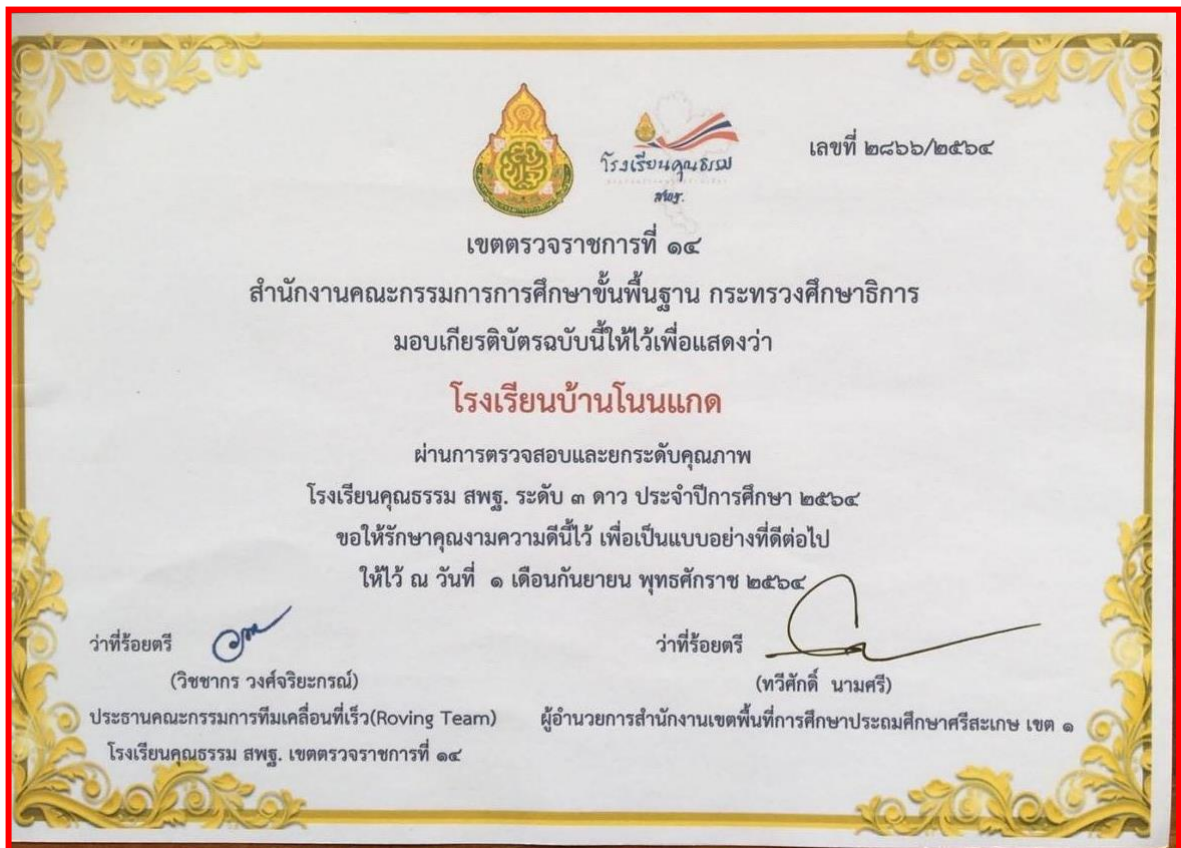 โรงเรียนคุณธรรม
สพฐ.
เลขที่ ๒๘๖๖/๒๕๖๔
เขตตรวจราชการที่ ๑๔
สำนักงานคณะกรรมการการศึกษาขั้นพื้นฐาน กระทรวงศึกษาธิการ
มอบเกียรติบัตรฉบับนี้ให้ไว้เพื่อแสดงว่า
โรงเรียนบ้านโนนแกด
ผ่านการตรวจสอบและยกระดับคุณภาพ
โรงเรียนคุณธรรม สพฐ. ระดับ ๓ ดาว ประจำปีการศึกษา ๒๕๖๔
ขอให้รักษาคุณงามความดีนี้ไว้ เพื่อเป็นแบบอย่างที่ดีต่อไป
ให้ไว้ ณ วันที่ ๑ เดือนกันยายน พุทธศักราช ๒๕๖๔
ว่าที่ร้อยตรี
(วิชชากร วงศ์จริยะกรณ์)
ประธานคณะกรรมการทีมเคลื่อนที่เร็ว(Roving Team)
โรงเรียนคุณธรรม สพฐ. เขตตรวจราชการที่ ๑๔
ว่าที่ร้อยตรี
(ทวีศักดิ์ นามศรี)
ผู้อำนวยการสำนักงานเขตพื้นที่การศึกษาประถมศึกษาศรีสะเกษ เขต ๑